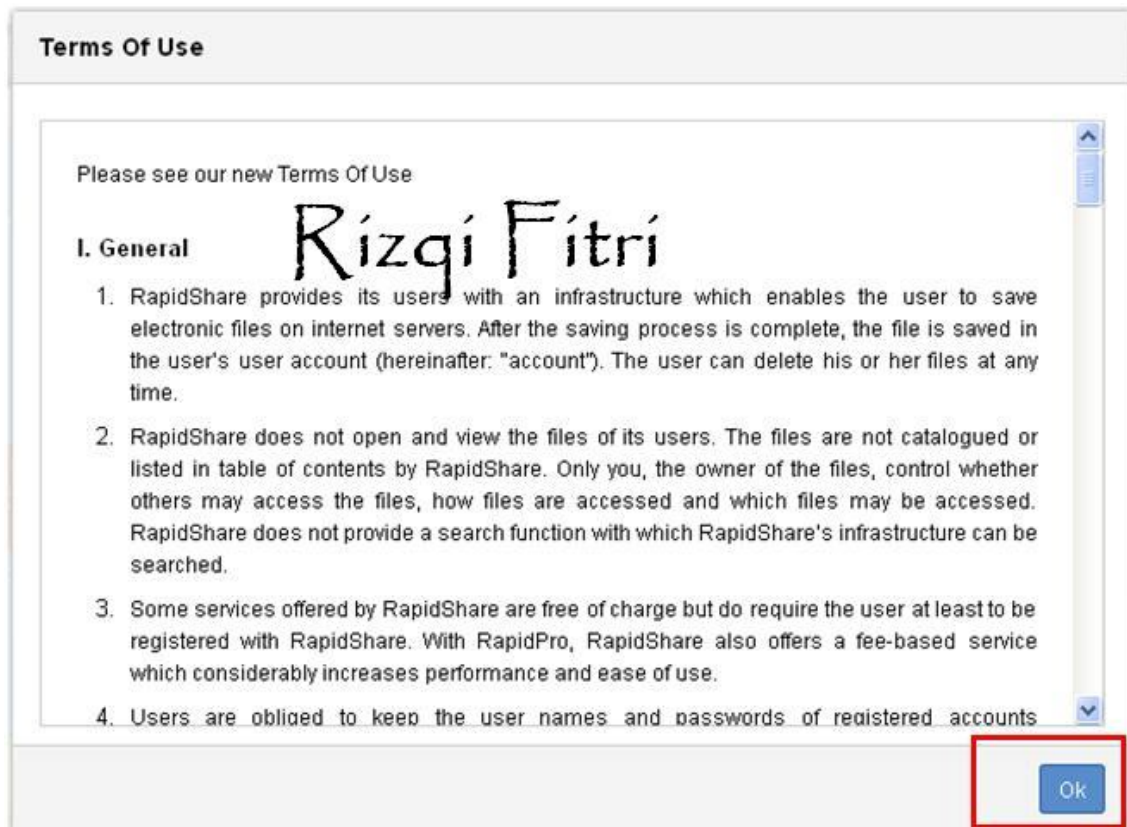 Terms Of Use
Please see our new Terms Of Use
Rizqi Fitri
I. General
1. RapidShare provides its users with an infrastructure which enables the user to save
electronic files on internet servers. After the saving process is complete, the file is saved in
the user's user account (hereinafter: "account"). The user can delete his or her files at any
time.
2. RapidShare does not open and view the files of its users. The files are not catalogued or
listed in table of contents by RapidShare. Only you, the owner of the files, control whether
others may access the files, how files are accessed and which files may be accessed.
RapidShare does not provide a search function with which RapidShare's infrastructure can be
searched.
3. Some services offered by RapidShare are free of charge but do require the user at least to be
registered with RapidShare. With RapidPro, RapidShare also offers a fee-based service
which considerably increases performance and ease of use.
4. Users are obliged to keep the user names and passwords of registered accounts
Ok